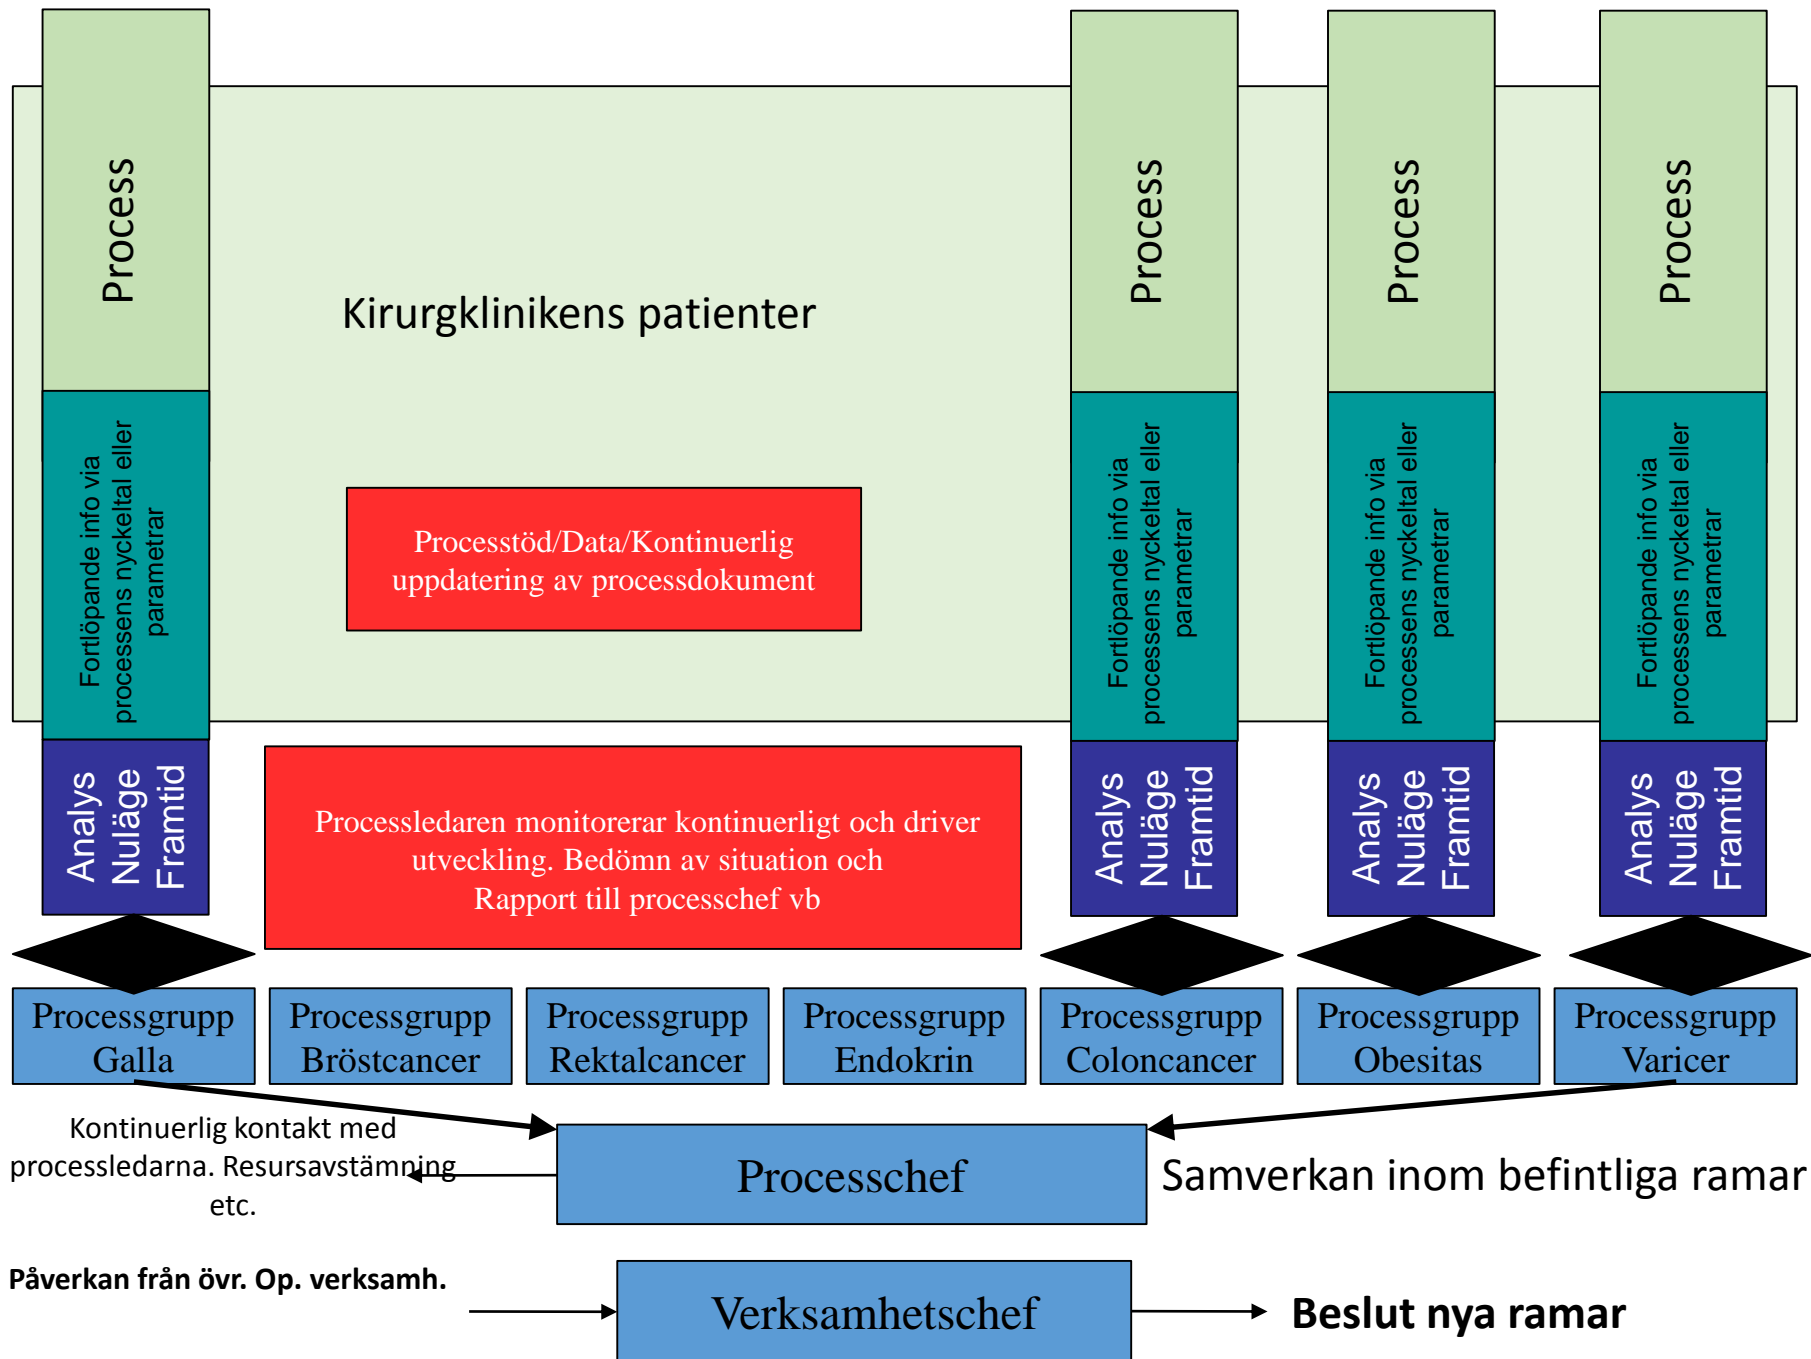 Process
Process
Process
Process
Kirurgklinikens patienter
Fortlöpande info via
processens nyckeltal eller
parametrar
Fortlöpande info via
processens nyckeltal eller
parametrar
Fortlöpande info via
processens nyckeltal eller
parametrar
Fortlöpande info via
processens nyckeltal eller
parametrar
Processtöd/Data/Kontinuerlig
uppdatering av processdokument
Analys
Nuläge
Framtid
Processledaren monitorerar kontinuerligt och driver
utveckling. Bedömn av situation och
Rapport till processchef vb
Analys
Nuläge
Framtid
Analys
Nuläge
Framtid
Analys
Nuläge
Framtid
Processgrupp
Galla
Processgrupp
Bröstcancer
Processgrupp
Rektalcancer
Processgrupp
Endokrin
Processgrupp
Coloncancer
Processgrupp
Obesitas
Processgrupp
Varicer
Kontinuerlig kontakt med
processledarna. Resursavstämning
etc.
Processchef
Samverkan inom befintliga ramar
Påverkan från övr. Op. verksamh.
Verksamhetschef
Beslut nya ramar